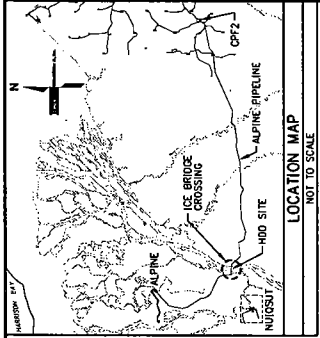 HARRISON BAY
N
CPF2
ALPINE PIPELINE
ICE BRIDGE
CROSSING
ALPINE
HDD SITE
NUIQSUT
LOCATION MAP
NOT TO SCALE